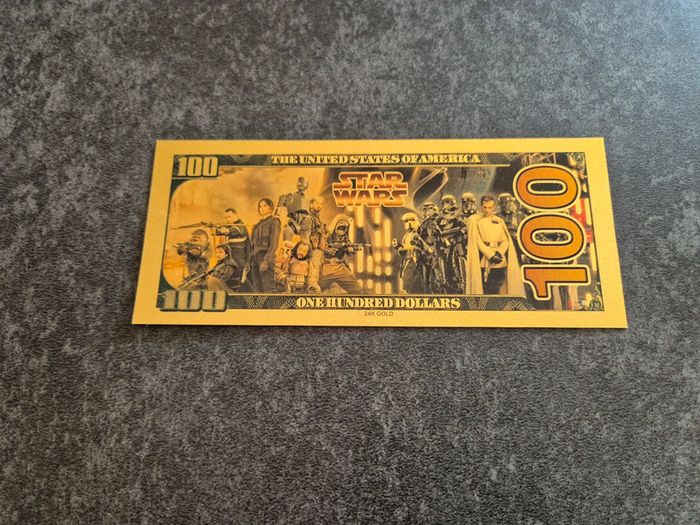 100
THE UNITED STATES OF AMERICA
STAR
WARS
100
100
ONE HUNDRED DOLLARS
24K GOLD